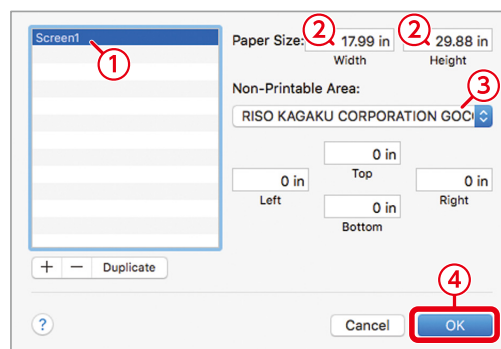 Screen1
①
Paper Size: ② 17.99 in ② 29.88 in
Width Height
Non-Printable Area:
③
RISO KAGAKU CORPORATION GOC
0 in
Top
0 in 0 in
Left Right
0 in
Bottom
+ − Duplicate
④
? Cancel OK